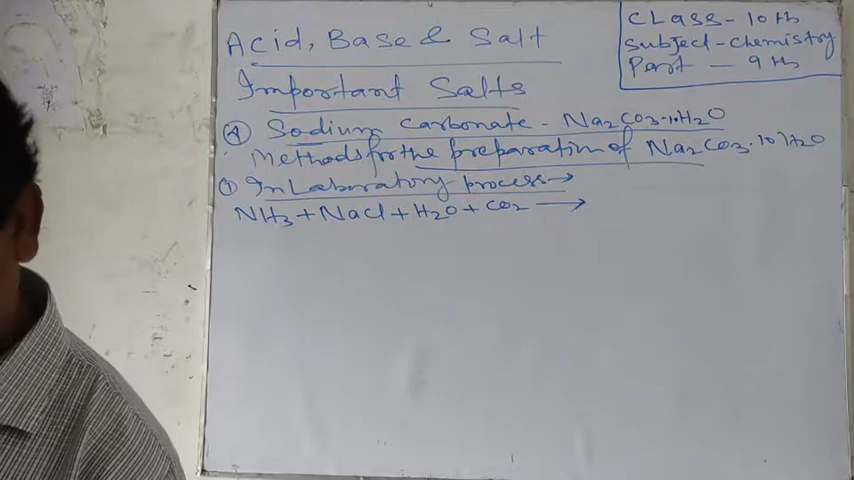 Acid, Base & Salt
CLass - 10th
Subject - Chemistry
Part - 9th
Important Salts
(A) Sodium carbonate - Na2CO3.10H2O
Methods for the preparation of Na2CO3.10H2O
(1) In Laboratory process →
NH3 + NaCl + H2O + CO2 →